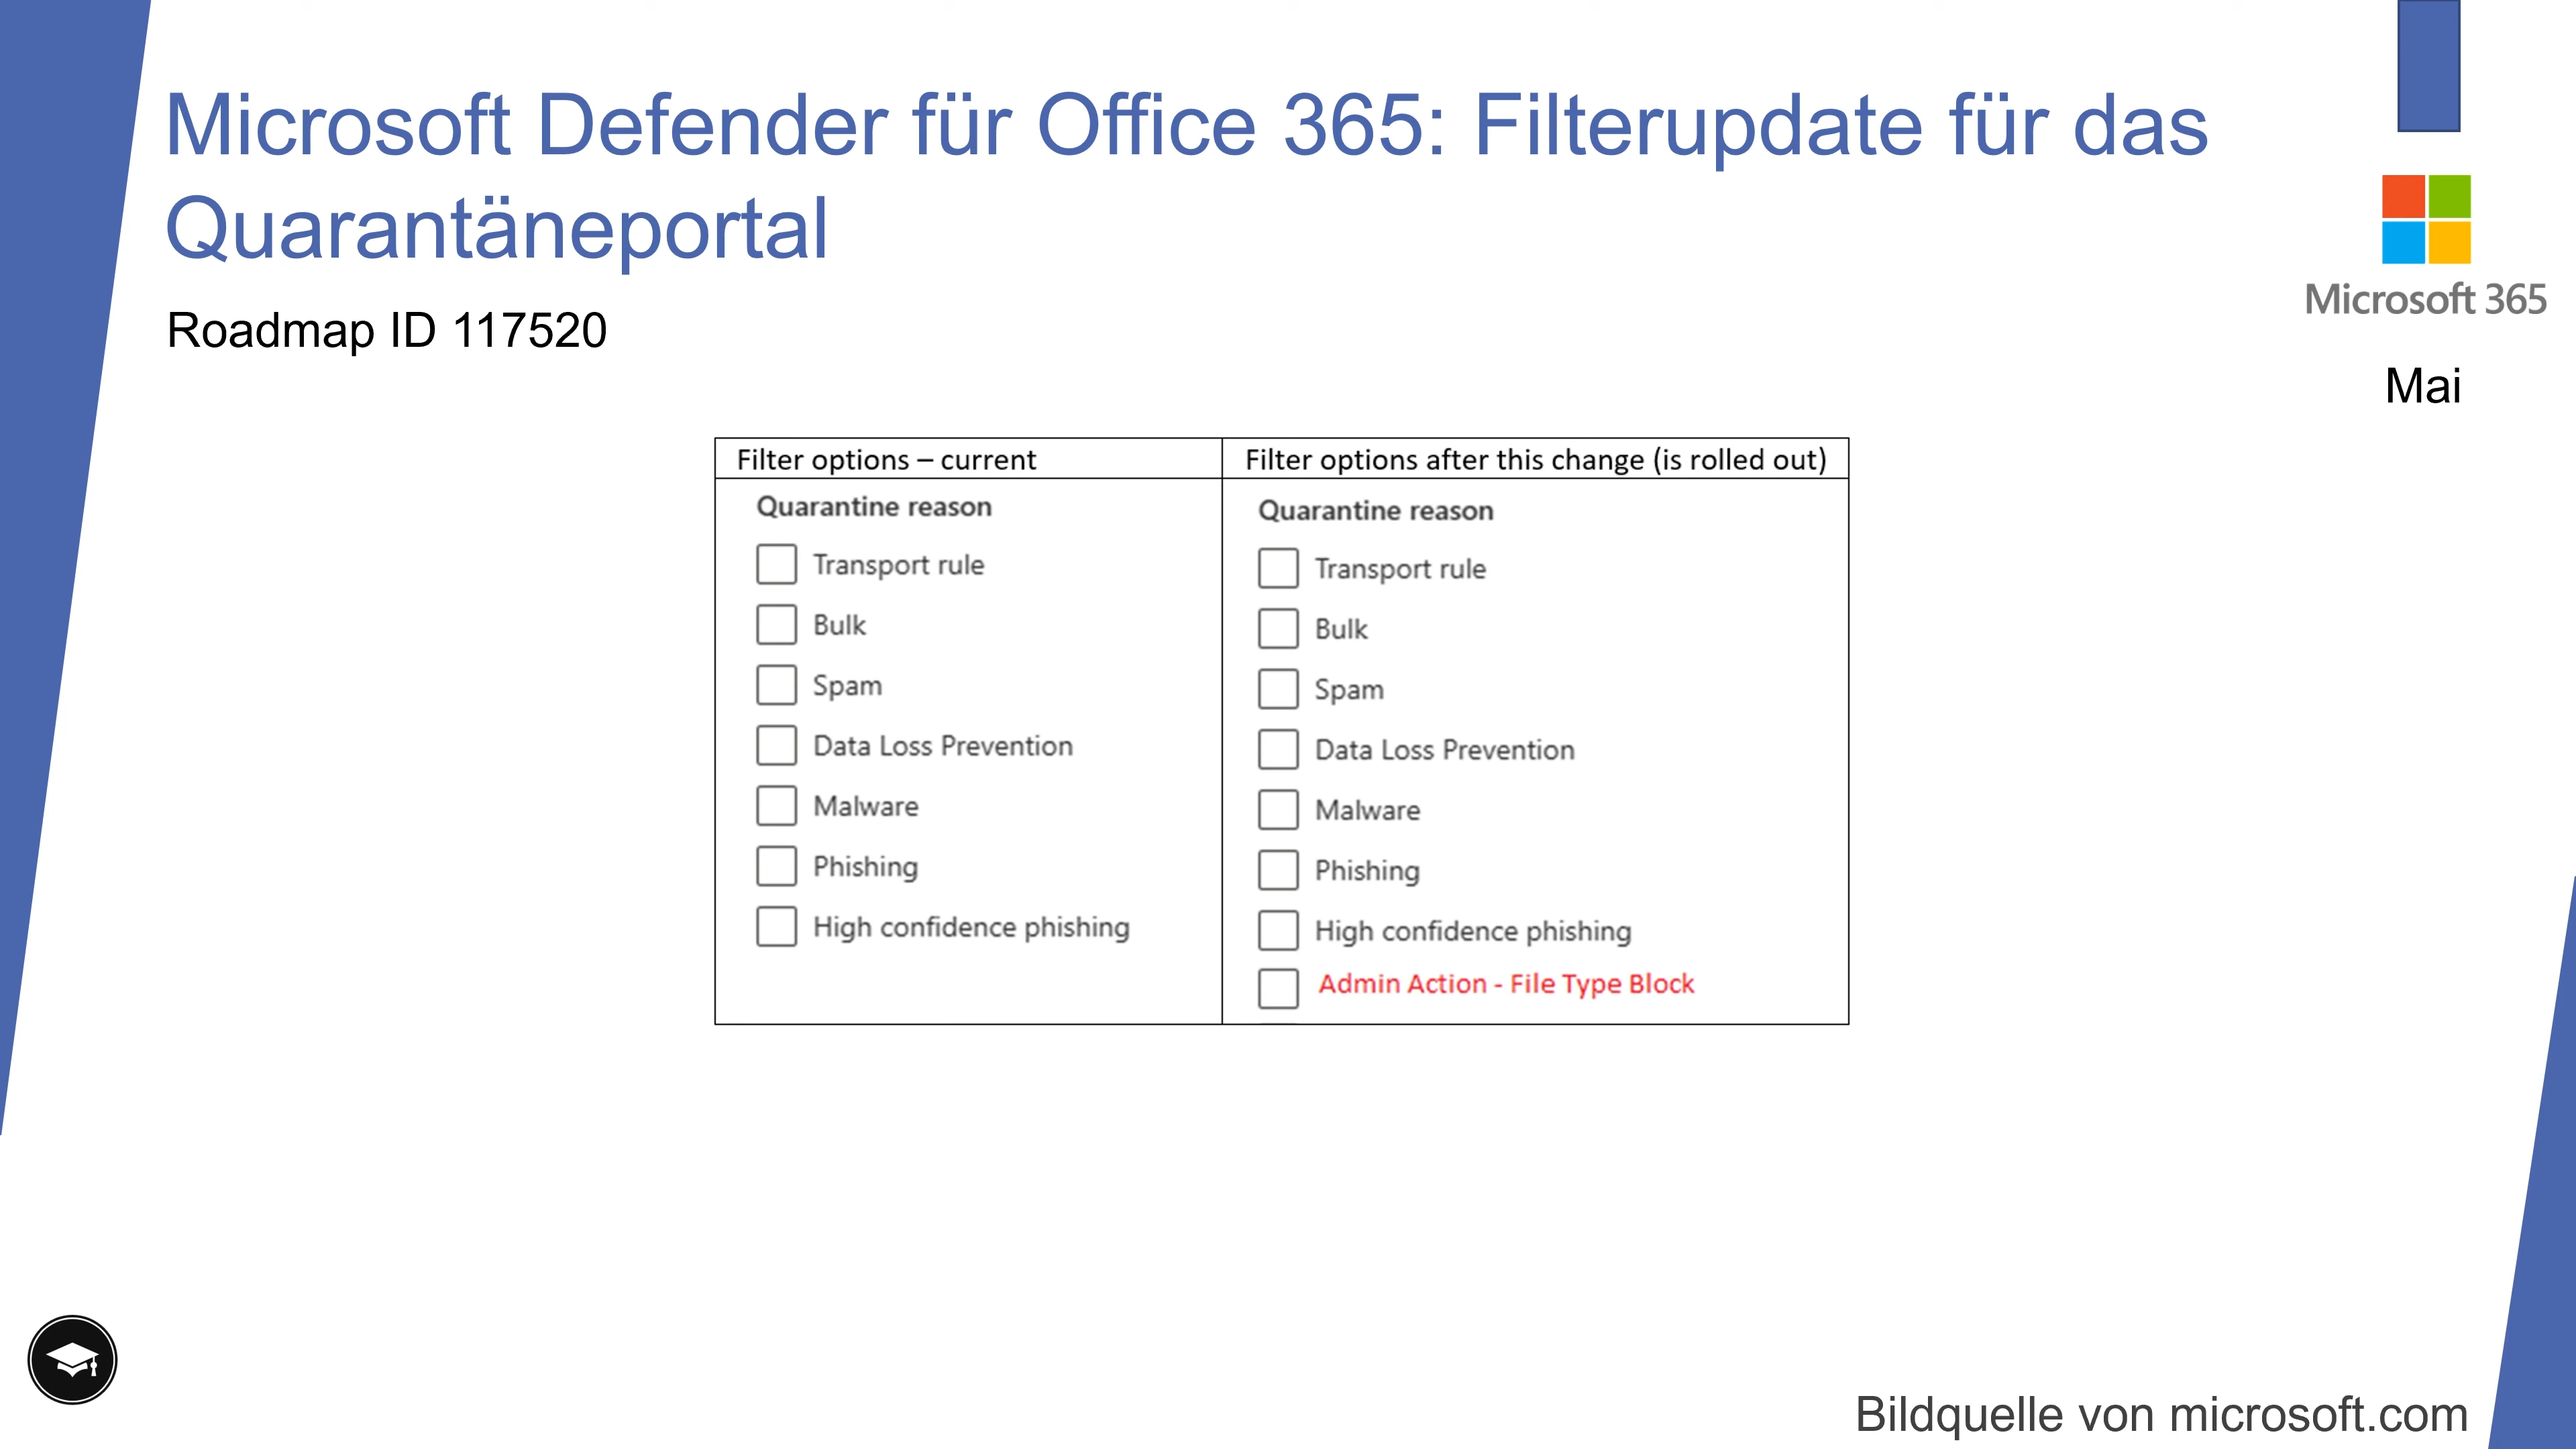 Microsoft Defender für Office 365: Filterupdate für das
Quarantäneportal
Roadmap ID 117520
Microsoft 365
Mai
Filter options – current
Quarantine reason
Transport rule
Bulk
Spam
Data Loss Prevention
Malware
Phishing
High confidence phishing
Filter options after this change (is rolled out)
Quarantine reason
Transport rule
Bulk
Spam
Data Loss Prevention
Malware
Phishing
High confidence phishing
Admin Action - File Type Block
Bildquelle von microsoft.com